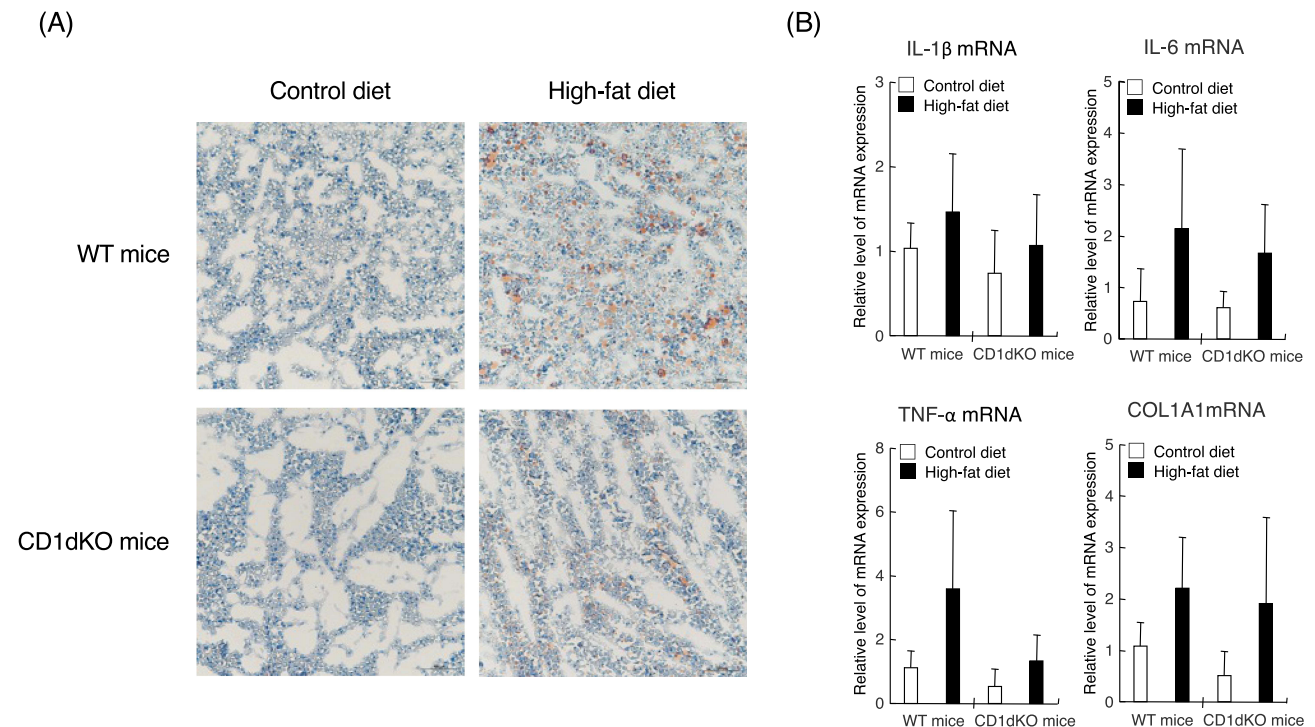 (A)
Control diet
High-fat diet
WT mice
CD1dKO mice
(B)
IL-1β mRNA
Relative level of mRNA expression
3
2
1
0
Control diet
High-fat diet
WT mice
CD1dKO mice
IL-6 mRNA
Relative level of mRNA expression
5
4
3
2
1
0
Control diet
High-fat diet
WT mice
CD1dKO mice
TNF-α mRNA
Relative level of mRNA expression
8
6
4
2
0
Control diet
High-fat diet
WT mice
CD1dKO mice
COL1A1mRNA
Relative level of mRNA expression
5
4
3
2
1
0
Control diet
High-fat diet
WT mice
CD1dKO mice